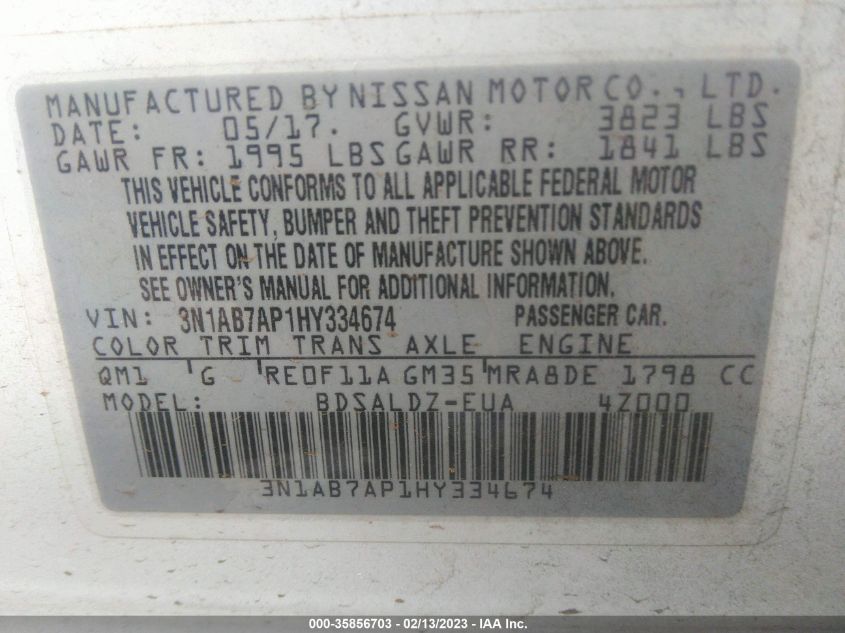 MANUFACTURED BY NISSAN MOTOR CO., LTD.
DATE: 05/17. GVWR: 3823 LBS
GAWR FR: 1995 LBS GAWR RR: 1841 LBS
THIS VEHICLE CONFORMS TO ALL APPLICABLE FEDERAL MOTOR
VEHICLE SAFETY, BUMPER AND THEFT PREVENTION STANDARDS
IN EFFECT ON THE DATE OF MANUFACTURE SHOWN ABOVE.
SEE OWNER'S MANUAL FOR ADDITIONAL INFORMATION.
VIN: 3N1AB7AP1HY334674 PASSENGER CAR.
COLOR TRIM TRANS AXLE ENGINE
QM1 G RE0F11A GM35 MRA8DE 1798 CC
MODEL: BDSALDZ-EUA 4Z000
3N1AB7AP1HY334674
000-35856703 - 02/13/2023 - IAA Inc.